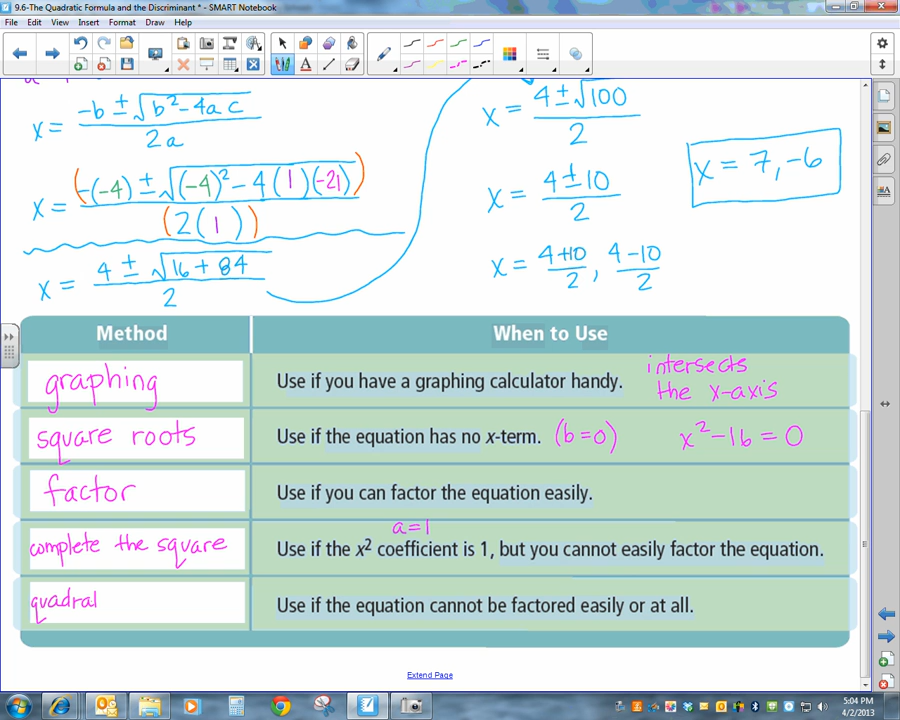 9.6-The Quadratic Formula and the Discriminant * - SMART Notebook
File Edit View Insert Format Draw Help
x = (-b ± √(b² - 4ac)) / 2a
x = (-(-4) ± √((-4)² - 4(1)(-21))) / (2(1))
x = (4 ± √(16 + 84)) / 2
x = (4 ± √100) / 2
x = (4 ± 10) / 2
x = (4+10)/2, (4-10)/2
x = 7, -6
Method When to Use
graphing Use if you have a graphing calculator handy. intersects the x-axis
square roots Use if the equation has no x-term. (b=0) x² - 16 = 0
factor Use if you can factor the equation easily.
a=1
complete the square Use if the x² coefficient is 1, but you cannot easily factor the equation.
quadral Use if the equation cannot be factored easily or at all.
Extend Page
5:04 PM
4/2/2013